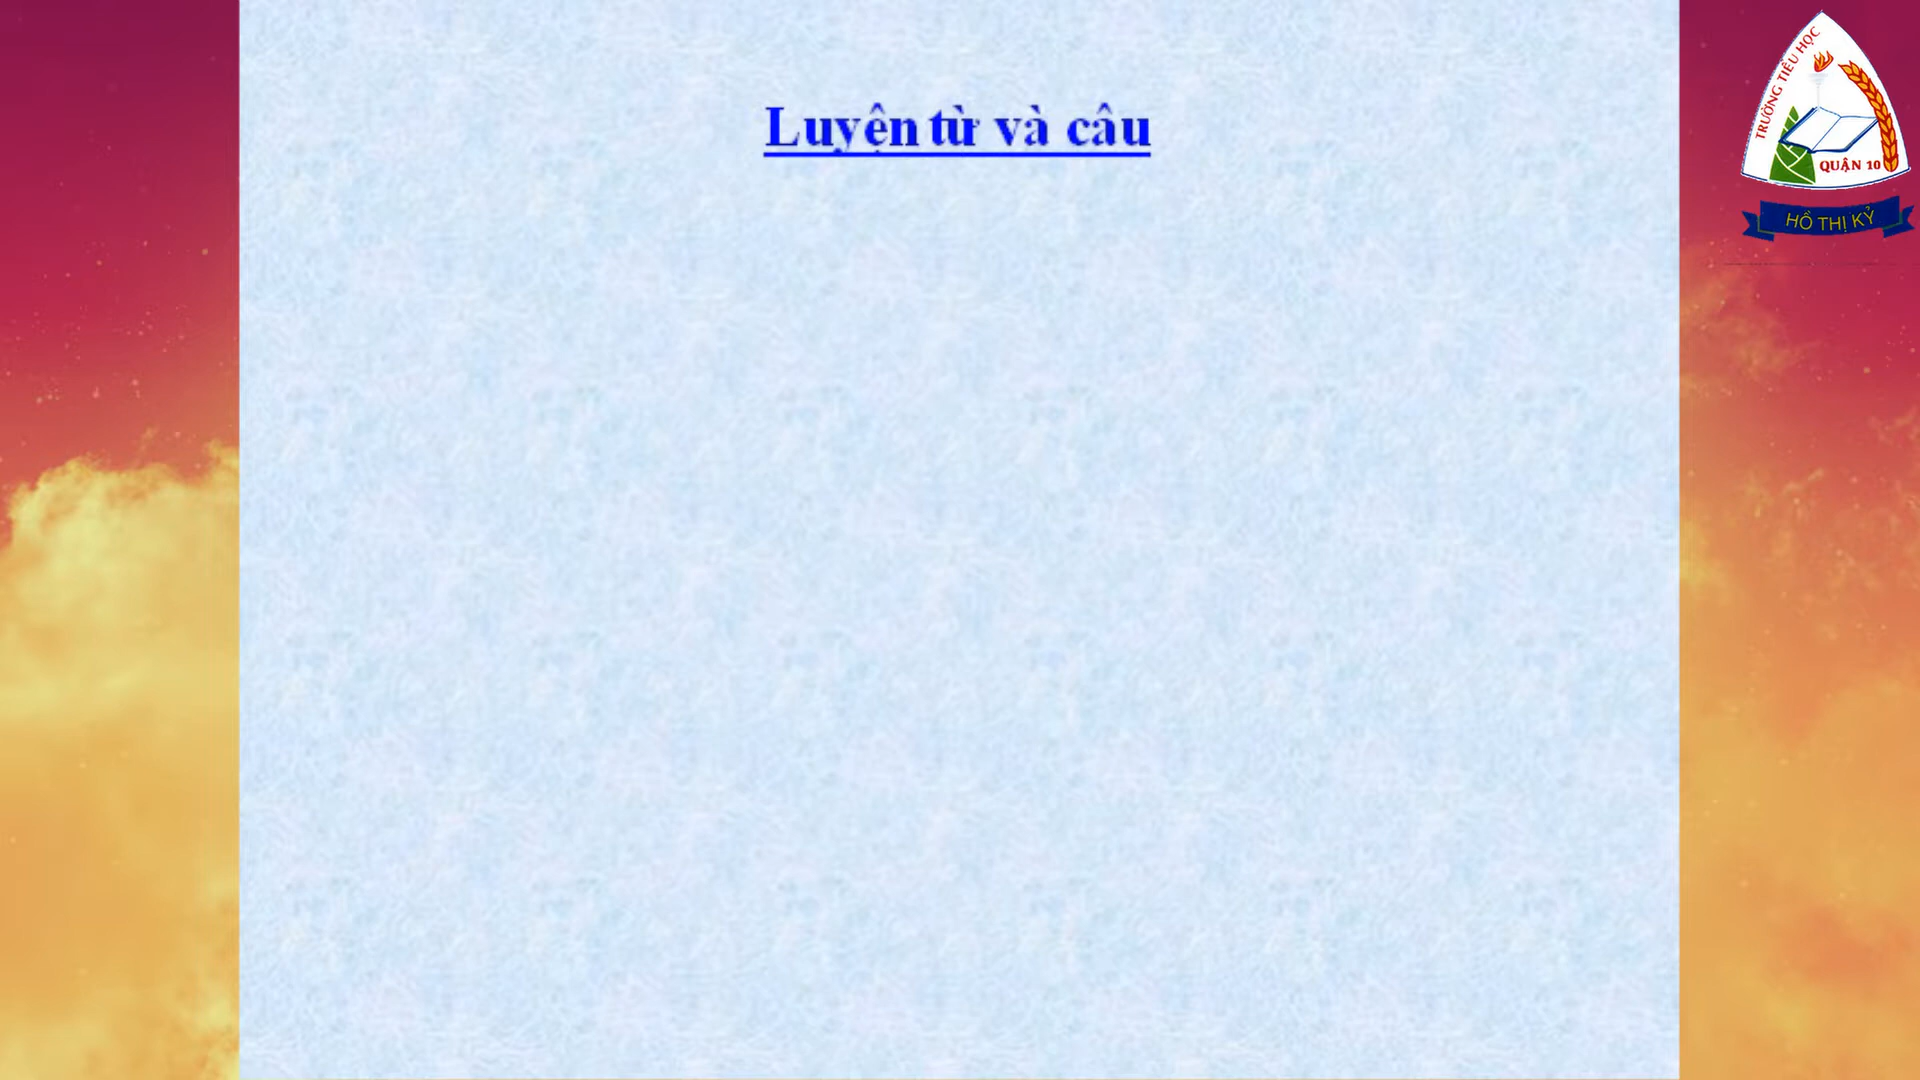 Luyện từ và câu
TRƯỜNG TIỂU HỌC
QUẬN 10
HỒ THỊ KỶ